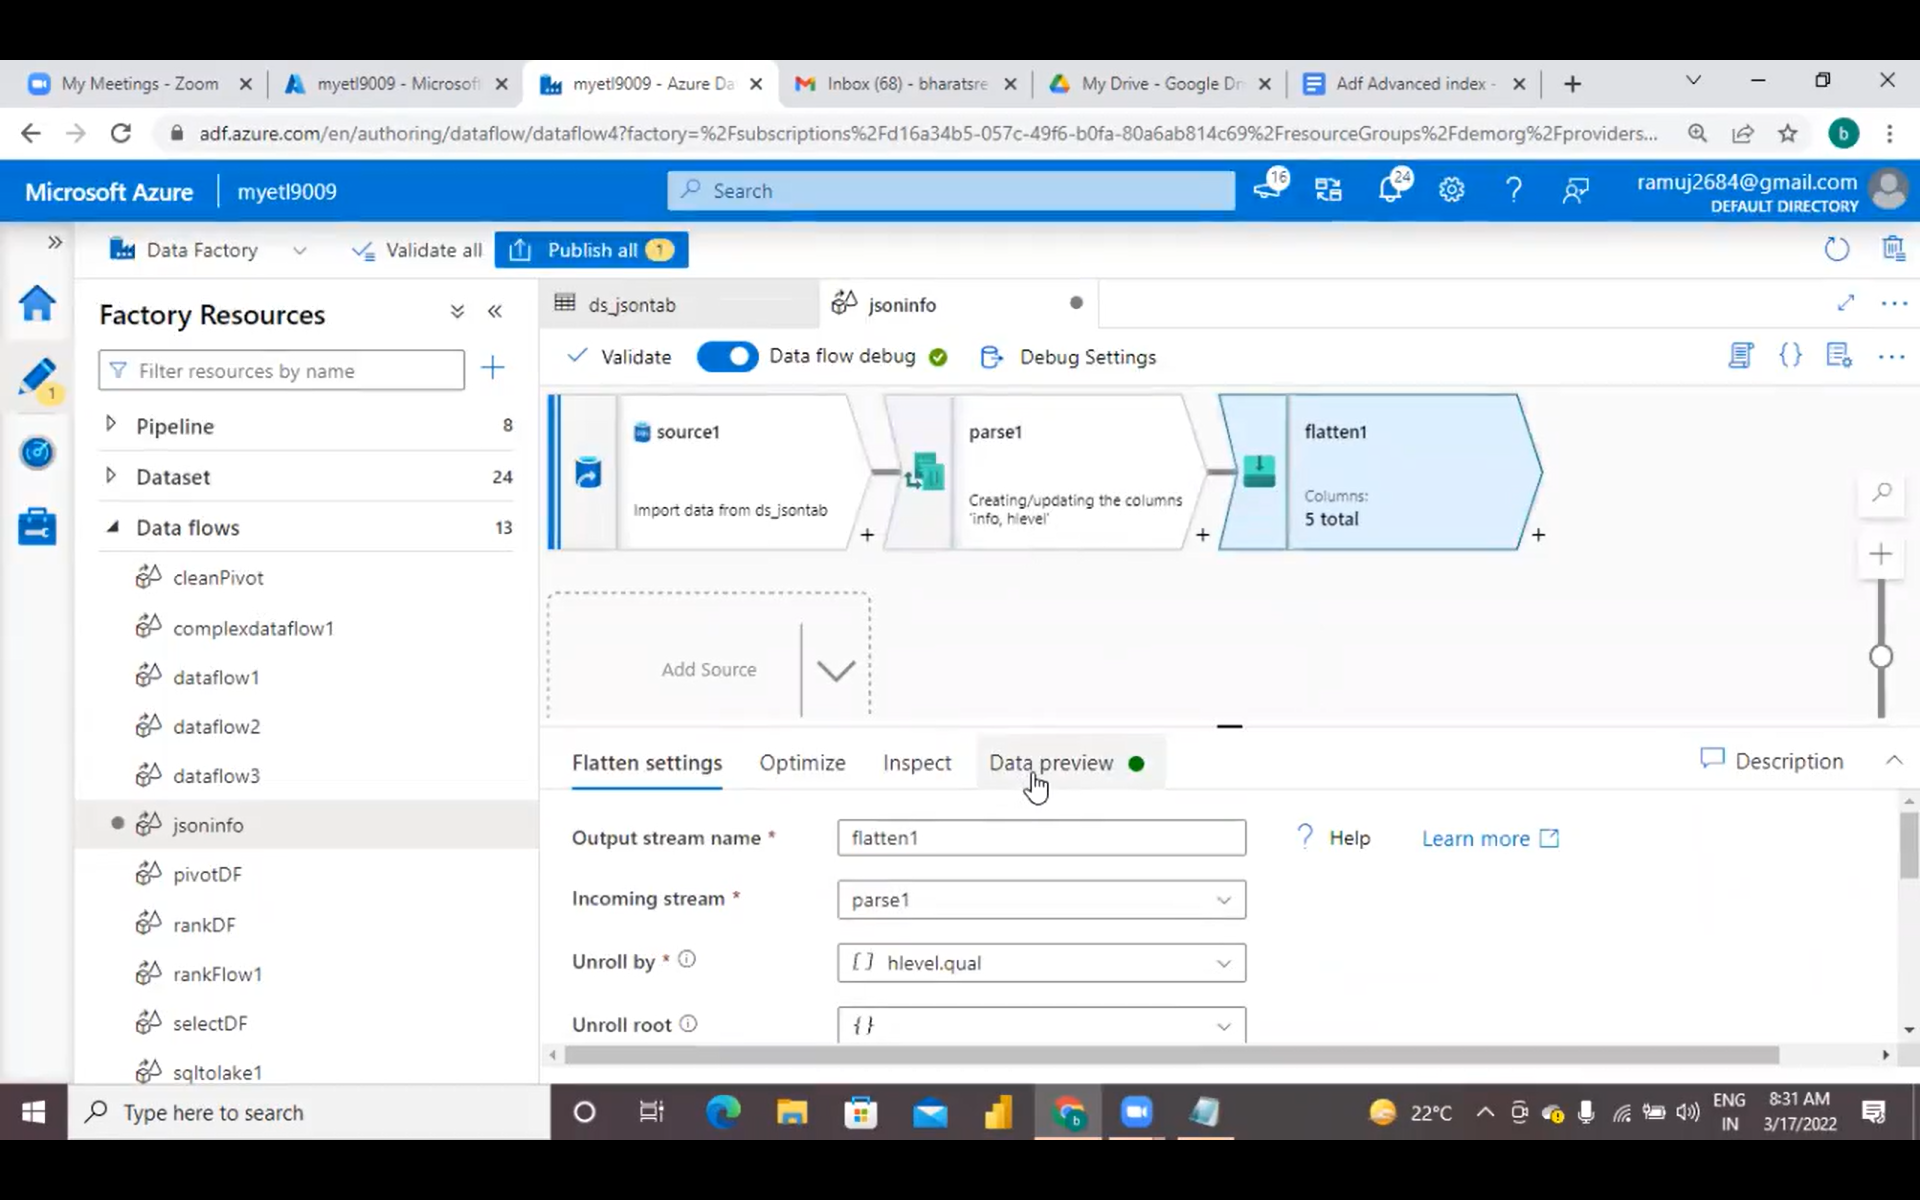 My Meetings - Zoom
myetl9009 - Microsoft
myetl9009 - Azure Da
Inbox (68) - bharatsre
My Drive - Google Dr
Adf Advanced index -
adf.azure.com/en/authoring/dataflow/dataflow4?factory=%2Fsubscriptions%2Fd16a34b5-057c-49f6-b0fa-80a6ab814c69%2FresourceGroups%2Fdemorg%2Fproviders...
b
Microsoft Azure
myetl9009
Search
16
24
ramuj2684@gmail.com
DEFAULT DIRECTORY
Data Factory
Validate all
Publish all 1
Factory Resources
ds_jsontab
jsoninfo
Filter resources by name
Validate
Data flow debug
Debug Settings
1
Pipeline 8
Dataset 24
Data flows 13
cleanPivot
complexdataflow1
dataflow1
dataflow2
dataflow3
jsoninfo
pivotDF
rankDF
rankFlow1
selectDF
sqltolake1
source1
Import data from ds_jsontab
parse1
Creating/updating the columns
'info, hlevel'
flatten1
Columns:
5 total
Add Source
Flatten settings
Optimize
Inspect
Data preview
Description
Output stream name *
flatten1
Help
Learn more
Incoming stream *
parse1
Unroll by *
[] hlevel.qual
Unroll root
{}
Type here to search
22°C
ENG
IN
8:31 AM
3/17/2022